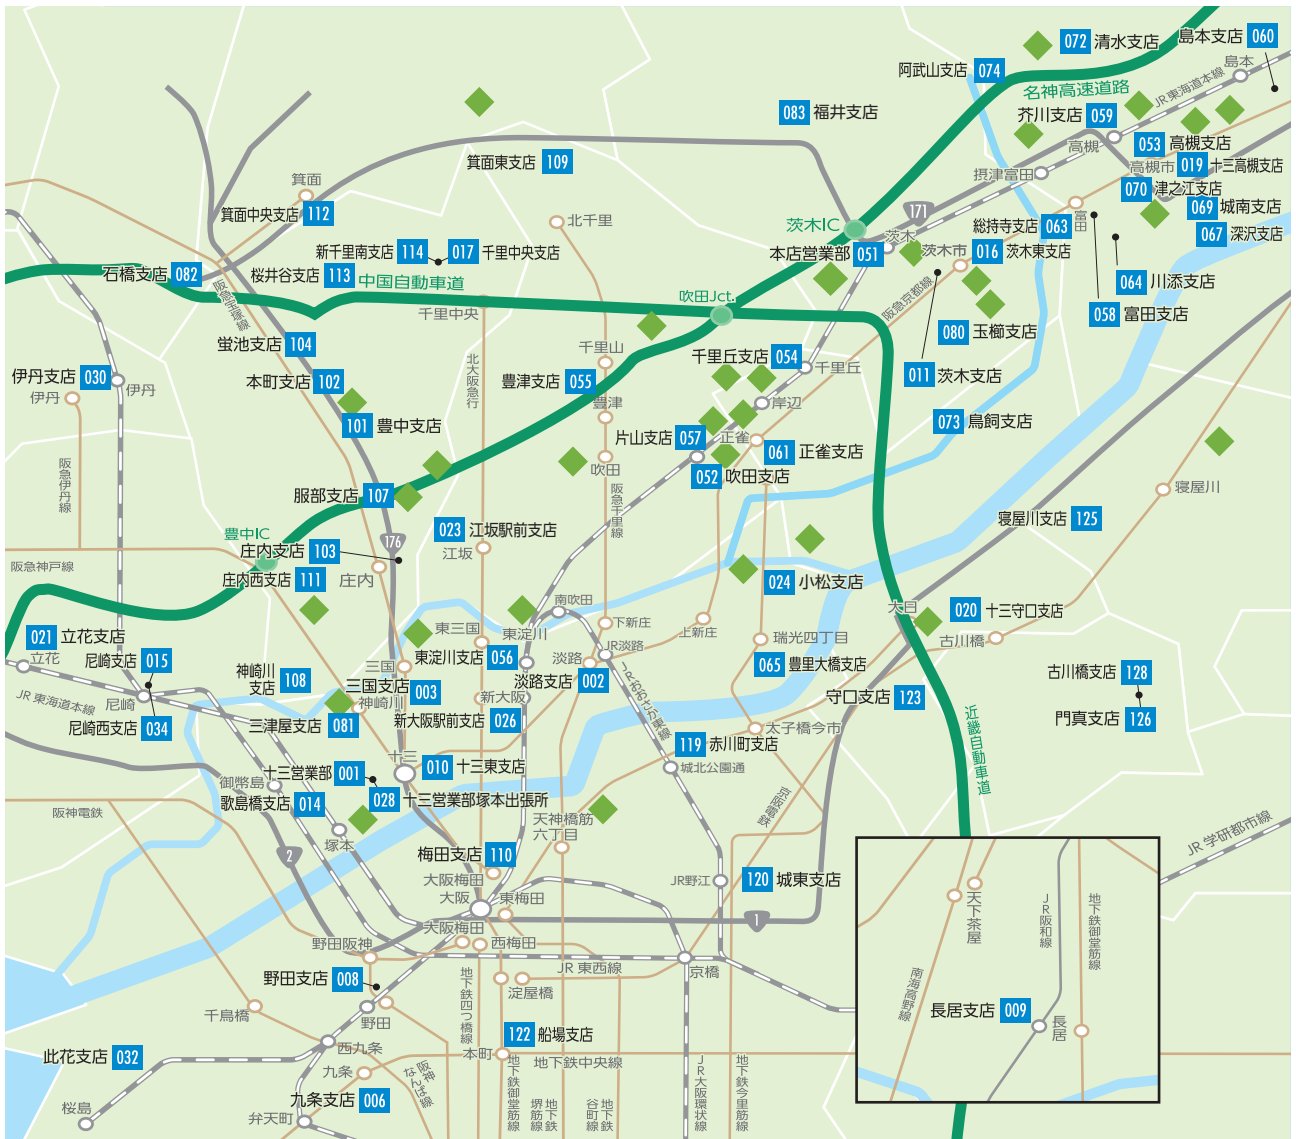 072 清水支店
島本支店 060
島本
阿武山支店 074
名神高速道路
JR東海道本線
083 福井支店
芥川支店 059
高槻
053 高槻支店
箕面東支店 109
高槻市
019 十三高槻支店
摂津富田
070 津之江支店
箕面
箕面中央支店 112
北千里
茨木IC
171
富田
069 城南支店
総持寺支店 063
067 深沢支店
茨木
茨木市
新千里南支店 114
017 千里中央支店
本店営業部 051
016 茨木東支店
石橋支店 082
桜井谷支店 113
中国自動車道
064 川添支店
阪急宝塚線
吹田Jct.
阪急京都線
千里中央
058 富田支店
080 玉櫛支店
蛍池支店 104
千里山
千里丘支店 054
千里丘
北大阪急行
伊丹支店 030
伊丹
伊丹
本町支店 102
豊津支店 055
011 茨木支店
豊津
岸辺
101 豊中支店
073 鳥飼支店
片山支店 057
正雀
061 正雀支店
阪急伊丹線
吹田
052 吹田支店
寝屋川
服部支店 107
阪急千里線
寝屋川支店 125
023 江坂駅前支店
江坂
豊中IC
176
庄内支店 103
阪急神戸線
庄内
庄内西支店 111
024 小松支店
南吹田
大日
020 十三守口支店
021 立花支店
立花
東三国
東淀川
下新庄
上新庄
瑞光四丁目
古川橋
尼崎支店 015
東淀川支店 056
淡路
JR淡路
065 豊里大橋支店
三国
神崎川支店 108
三国支店 003
神崎川
新大阪
淡路支店 002
古川橋支店 128
JR東海道本線
尼崎
守口支店 123
尼崎西支店 034
三津屋支店 081
新大阪駅前支店 026
JRおおさか東線
太子橋今市
門真支店 126
近畿自動車道
119 赤川町支店
十三
十三営業部 001
010 十三東支店
城北公園通
御幣島
028 十三営業部塚本出張所
歌島橋支店 014
京阪電鉄
阪神電鉄
天神橋筋六丁目
塚本
JR学研都市線
2
梅田支店 110
大阪梅田
JR野江
120 城東支店
大阪
東梅田
天下茶屋
JR阪和線
地下鉄御堂筋線
大阪梅田
西梅田
1
野田阪神
JR東西線
京橋
野田支店 008
地下鉄四つ橋線
淀屋橋
南海高野線
千鳥橋
野田
長居支店 009
長居
122 船場支店
此花支店 032
西九条
本町
地下鉄中央線
九条
阪神なんば線
地下鉄御堂筋線
地下鉄堺筋線
地下鉄谷町線
JR大阪環状線
地下鉄今里筋線
九条支店 006
桜島
弁天町